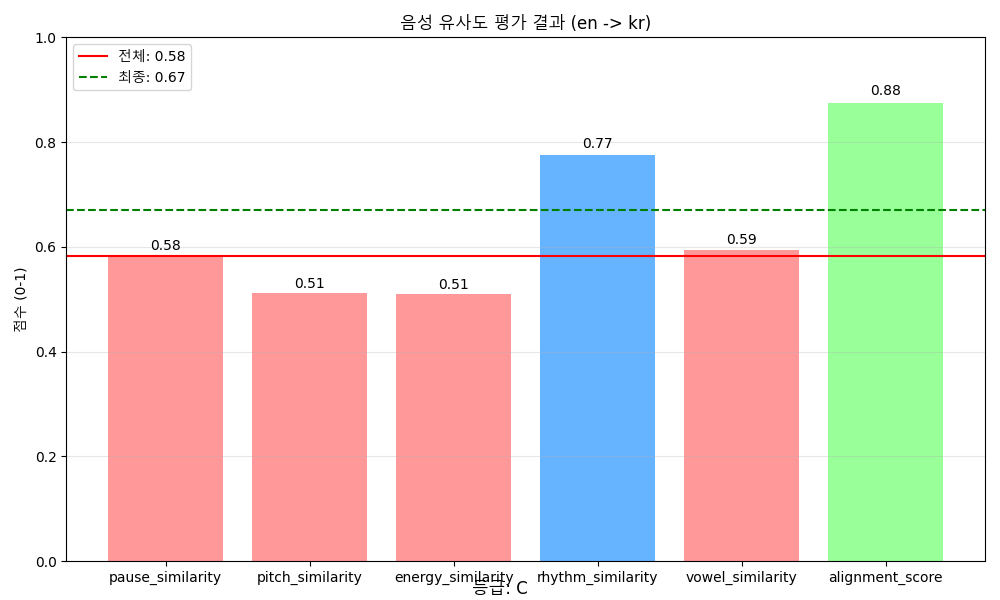 음성 유사도 평가 결과 (en -> kr)
전체: 0.58
최종: 0.67
점수 (0-1)
1.0
0.8
0.6
0.4
0.2
0.0
0.58
0.51
0.51
0.77
0.59
0.88
pause_similarity
pitch_similarity
energy_similarity
rhythm_similarity
vowel_similarity
alignment_score
등급: C